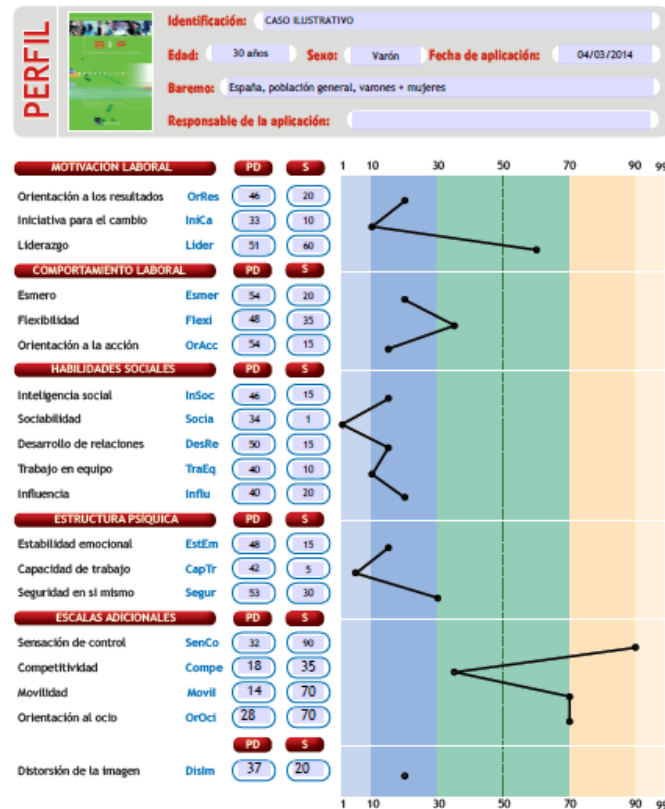 PERFIL
BIP
Identificación: CASO ILUSTRATIVO
Edad: 30 años Sexo: Varón Fecha de aplicación: 04/03/2014
Baremo: España, población general, varones + mujeres
Responsable de la aplicación:
MOTIVACIÓN LABORAL PD S 1 10 30 50 70 90 99
Orientación a los resultados OrRes 46 20
Iniciativa para el cambio IniCa 33 10
Liderazgo Lider 51 60
COMPORTAMIENTO LABORAL PD S
Esmero Esmer 54 20
Flexibilidad Flexi 48 35
Orientación a la acción OrAcc 54 15
HABILIDADES SOCIALES PD S
Inteligencia social InSoc 46 15
Sociabilidad Socia 34 1
Desarrollo de relaciones DesRe 50 15
Trabajo en equipo TraEq 40 10
Influencia Influ 40 20
ESTRUCTURA PSÍQUICA PD S
Estabilidad emocional EstEm 48 15
Capacidad de trabajo CapTr 42 5
Seguridad en si mismo Segur 53 30
ESCALAS ADICIONALES PD S
Sensación de control SenCo 32 90
Competitividad Compe 18 35
Movilidad Movil 14 70
Orientación al ocio OrOci 28 70
PD S
Distorsión de la imagen DisIm 37 20
1 10 30 50 70 90 99